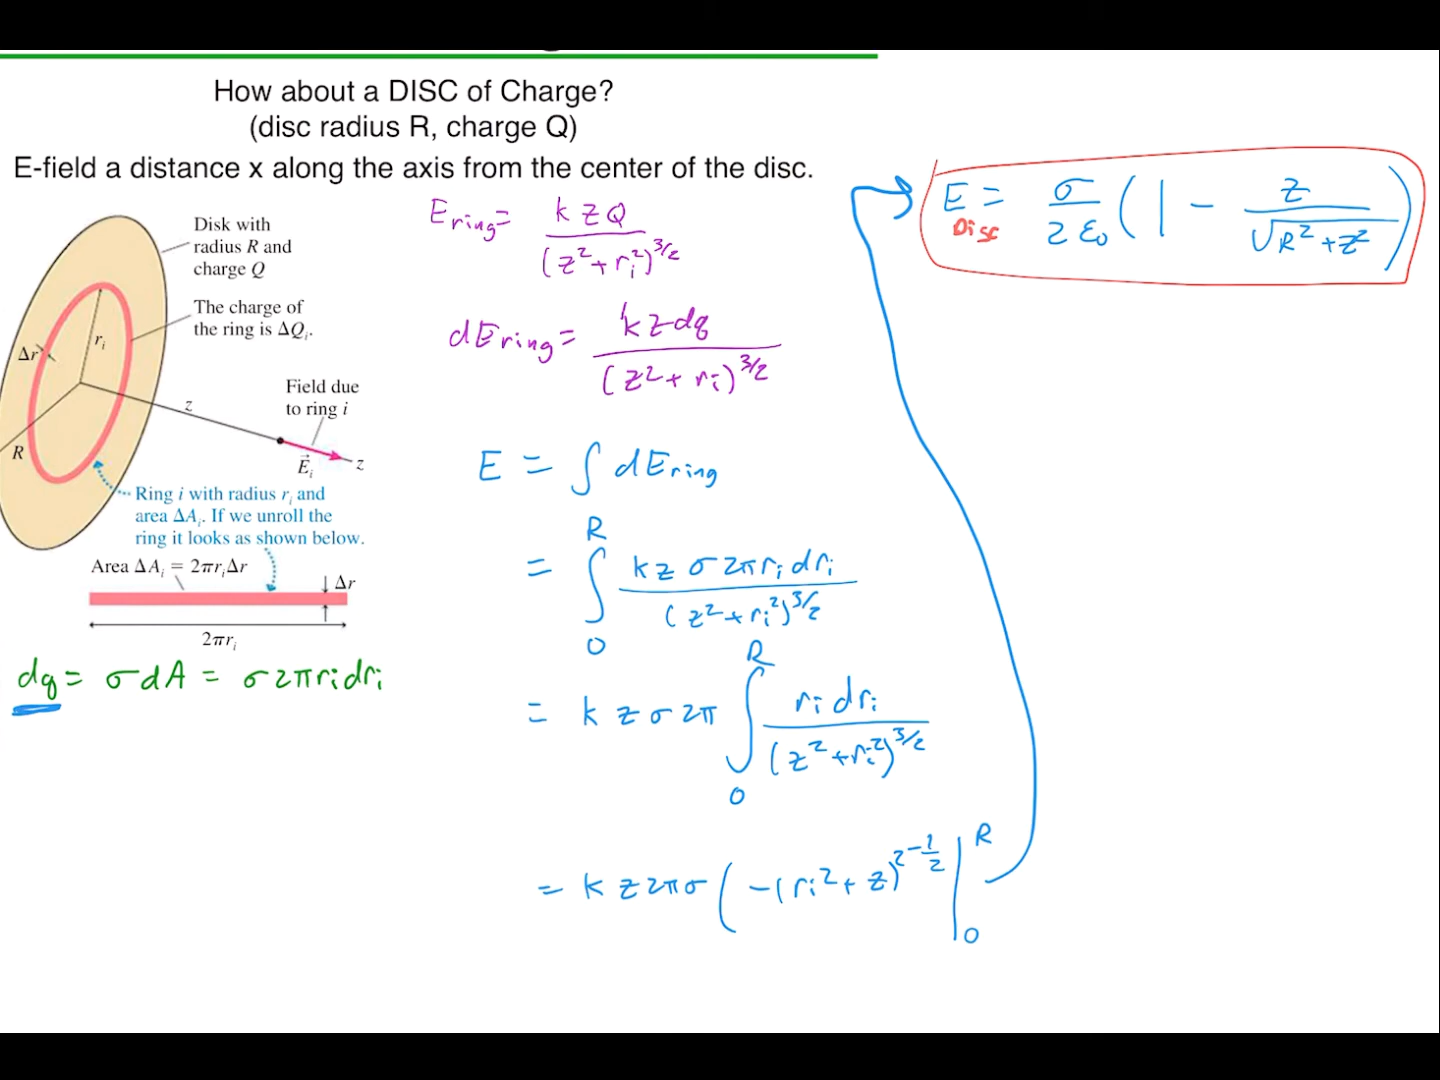 How about a DISC of Charge?
(disc radius R, charge Q)
E-field a distance x along the axis from the center of the disc.
Disk with
radius R and
charge Q
The charge of
the ring is ΔQᵢ.
Δr
rᵢ
R
z
Field due
to ring i
E⃗ᵢ
z
Ring i with radius rᵢ and
area ΔAᵢ. If we unroll the
ring it looks as shown below.
Area ΔAᵢ = 2πrᵢΔr
Δr
2πrᵢ
dq = σdA = σ2πrᵢdrᵢ
E_ring = kzQ / (z² + rᵢ²)^3/2
dE_ring = kzdq / (z² + rᵢ)^3/2
E = ∫ dE_ring
= ∫₀ᴿ kzσ2πrᵢdrᵢ / (z² + rᵢ²)^3/2
= kzσ2π ∫₀ᴿ rᵢdrᵢ / (z² + rᵢ²)^3/2
= kz2πσ ( -(rᵢ² + z)^2 -1/2 |₀ᴿ
E_Disc = σ / 2ε₀ ( 1 - z / √(R² + z²) )